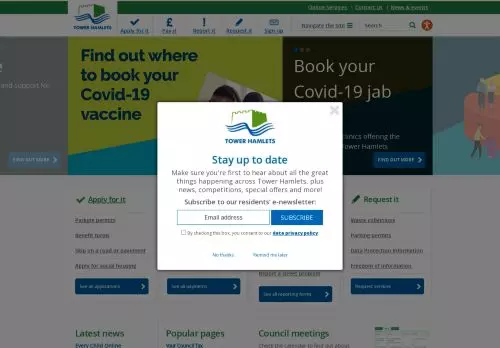 TOWER HAMLETS
Online Services
Contact Us
News & events
Apply for it
Pay it
Report it
Request it
Sign up
Navigate the site
Search
Find out where
to book your
Covid-19
vaccine
and support for
FIND OUT MORE
Book your
Covid-19 jab
clinics offering the
Tower Hamlets
FIND OUT MORE
TOWER HAMLETS
Stay up to date
Make sure you're first to hear about all the great
things happening across Tower Hamlets, plus
news, competitions, special offers and more!
Subscribe to our residents' e-newsletter:
Email address
SUBSCRIBE
By checking this box, you consent to our data privacy policy.
No thanks
Remind me later
Apply for it
Parking permits
Benefit forms
Skip on a road or pavement
Apply for social housing
See all applications
See all payments
Report a street problem
See all reporting forms
Request it
Waste collections
Parking permits
Data Protection Information
Freedom of information
Request services
Latest news
Every Child Online
Popular pages
Your Council Tax
Council meetings
Check the calendar to find out about